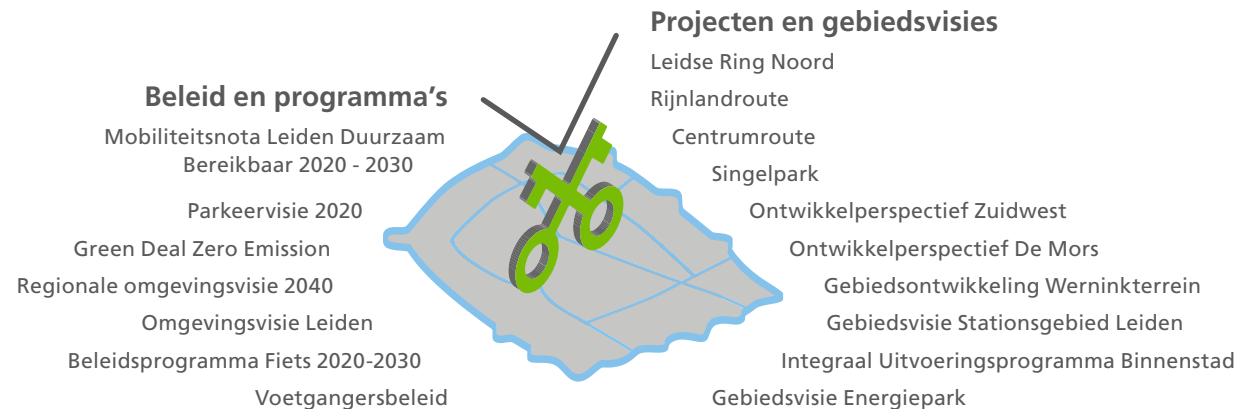 Beleid en programma's
Mobiliteitsnota Leiden Duurzaam
Bereikbaar 2020 - 2030
Parkeervisie 2020
Green Deal Zero Emission
Regionale omgevingsvisie 2040
Omgevingsvisie Leiden
Beleidsprogramma Fiets 2020-2030
Voetgangersbeleid
Projecten en gebiedsvisies
Leidse Ring Noord
Rijnlandroute
Centrumroute
Singelpark
Ontwikkelperspectief Zuidwest
Ontwikkelperspectief De Mors
Gebiedsontwikkeling Werninkterrein
Gebiedsvisie Stationsgebied Leiden
Integraal Uitvoeringsprogramma Binnenstad
Gebiedsvisie Energiepark